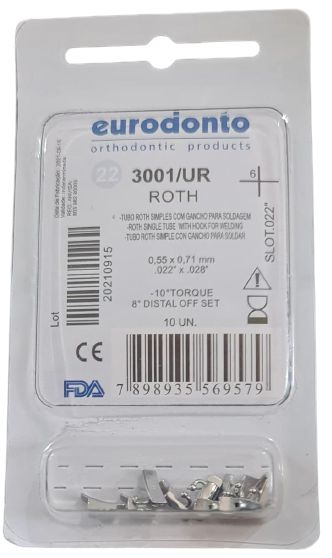 eurodonto
orthodontic products
22
3001/UR
ROTH
6
SLOT.022"
-TUBO ROTH SIMPLES COM GANCHO PARA SOLDAGEM
-ROTH SINGLE TUBE WITH HOOK FOR WELDING
-TUBO ROTH SIMPLE CON GANCHO PARA SOLDAR
0,55 x 0,71 mm
.022" x .028"
-10°TORQUE
8° DISTAL OFF SET
10 UN.
Lot
20210915
CE
FDA
7 898935 569579